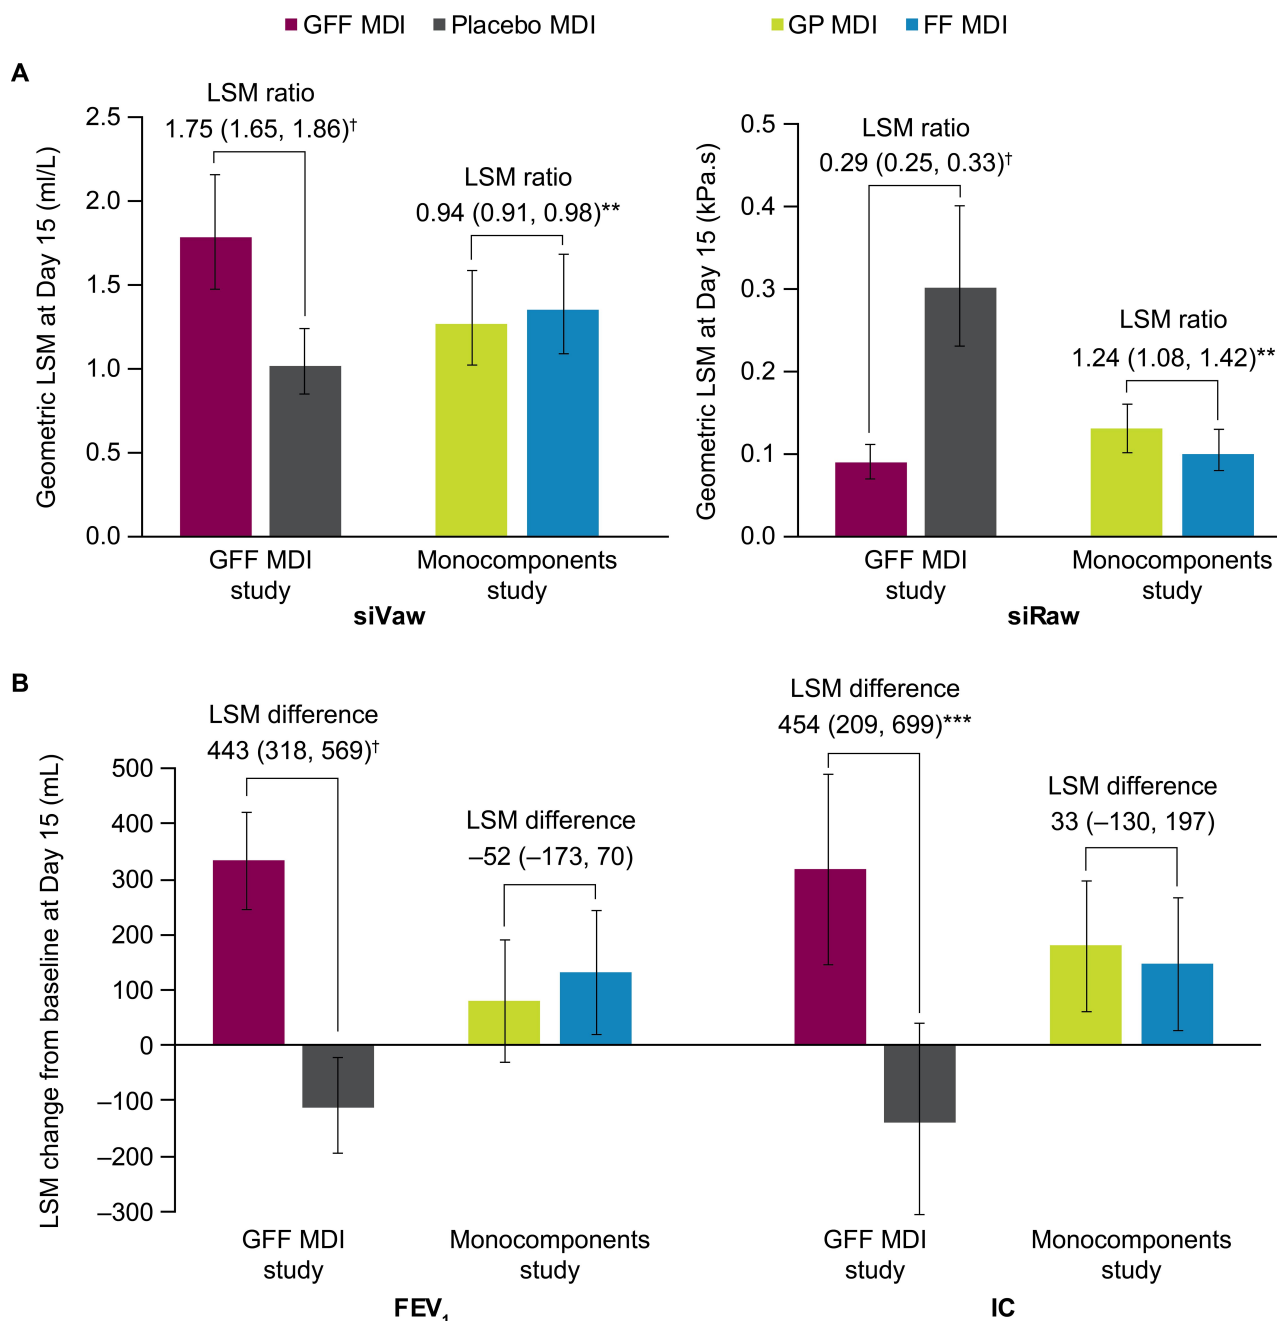 GFF MDI Placebo MDI GP MDI FF MDI
A
LSM ratio
1.75 (1.65, 1.86)†
LSM ratio
0.94 (0.91, 0.98)**
Geometric LSM at Day 15 (ml/L)
2.5
2.0
1.5
1.0
0.5
0.0
GFF MDI
study
Monocomponents
study
siVaw
LSM ratio
0.29 (0.25, 0.33)†
LSM ratio
1.24 (1.08, 1.42)**
Geometric LSM at Day 15 (kPa.s)
0.5
0.4
0.3
0.2
0.1
0.0
GFF MDI
study
Monocomponents
study
siRaw
B
LSM difference
443 (318, 569)†
LSM difference
–52 (–173, 70)
LSM difference
454 (209, 699)***
LSM difference
33 (–130, 197)
LSM change from baseline at Day 15 (mL)
500
400
300
200
100
0
–100
–200
–300
GFF MDI
study
Monocomponents
study
FEV1
GFF MDI
study
Monocomponents
study
IC